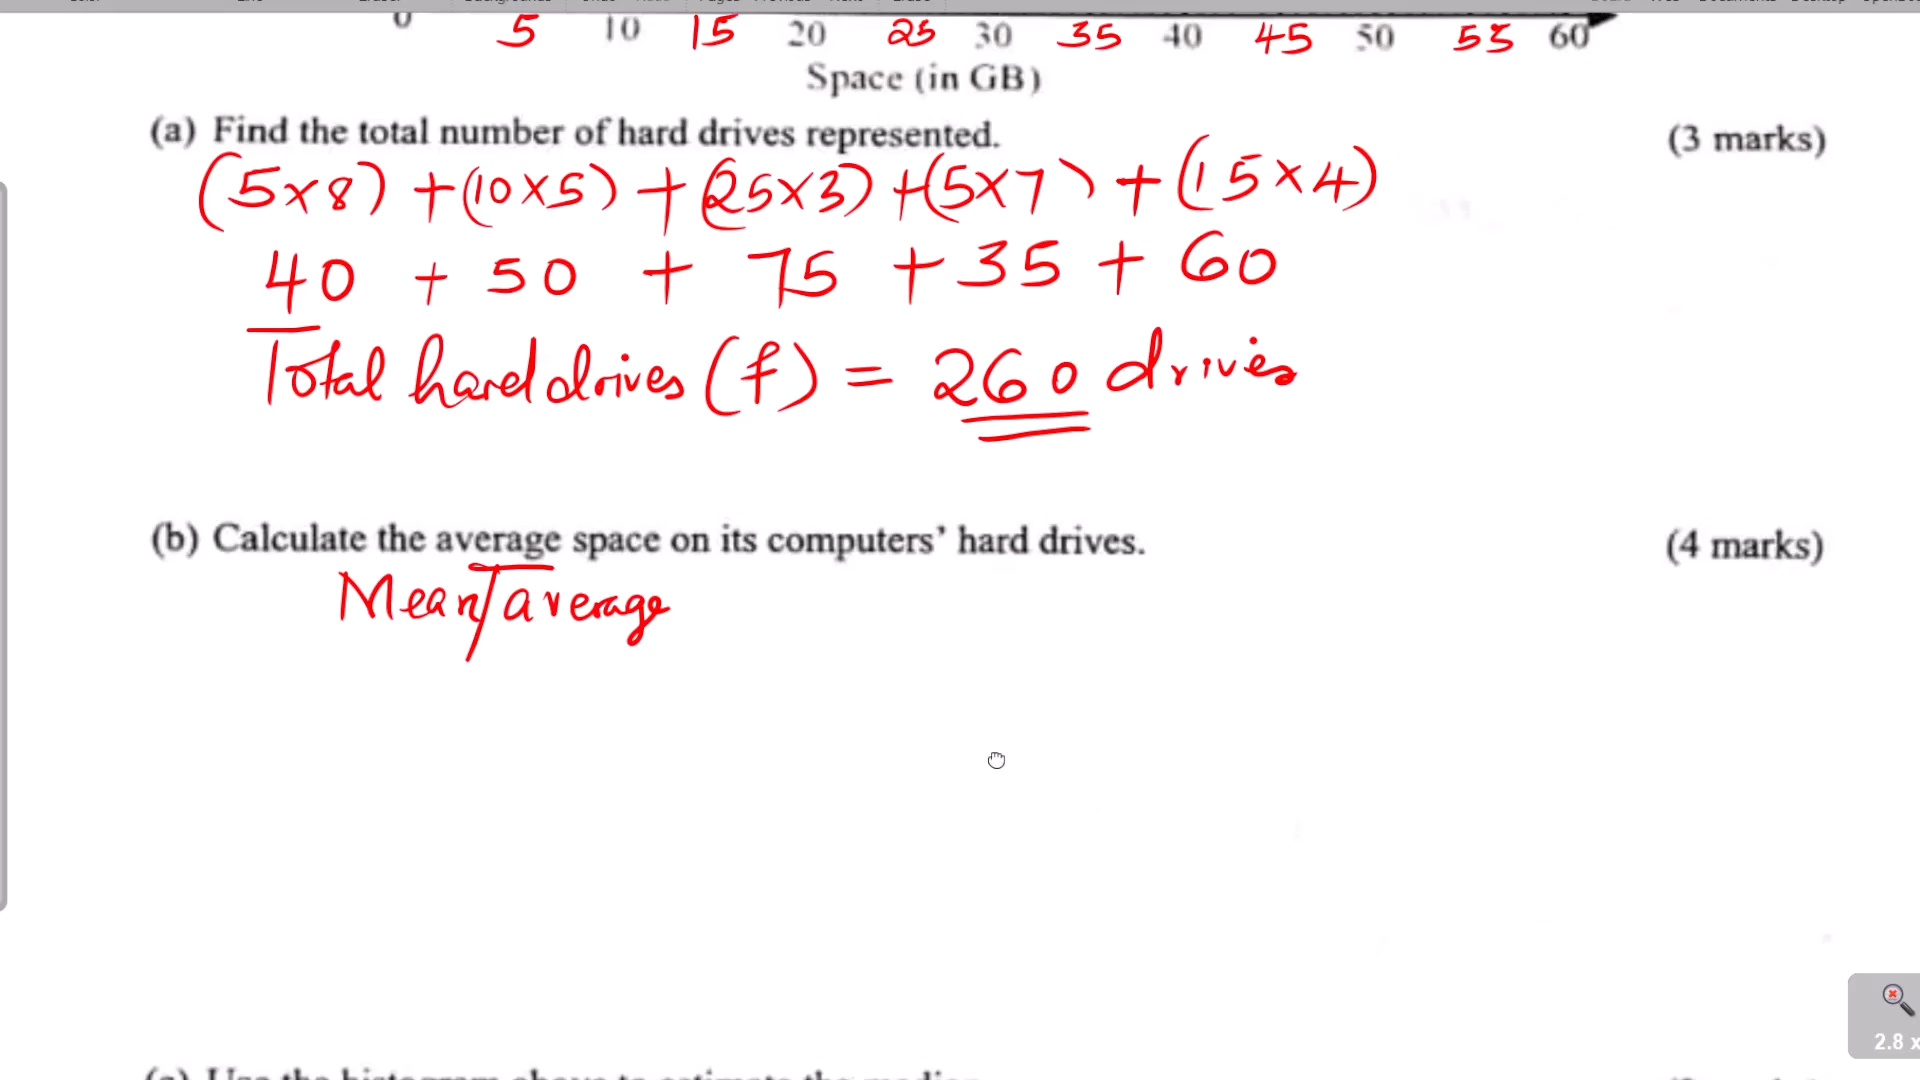 0 5 10 15 20 25 30 35 40 45 50 55 60
Space (in GB)
(a) Find the total number of hard drives represented. (3 marks)
(5×8) + (10×5) + (25×3) + (5×7) + (15×4)
40 + 50 + 75 + 35 + 60
Total hard drives (f) = 260 drives
(b) Calculate the average space on its computers' hard drives. (4 marks)
Mean/average
2.8 x